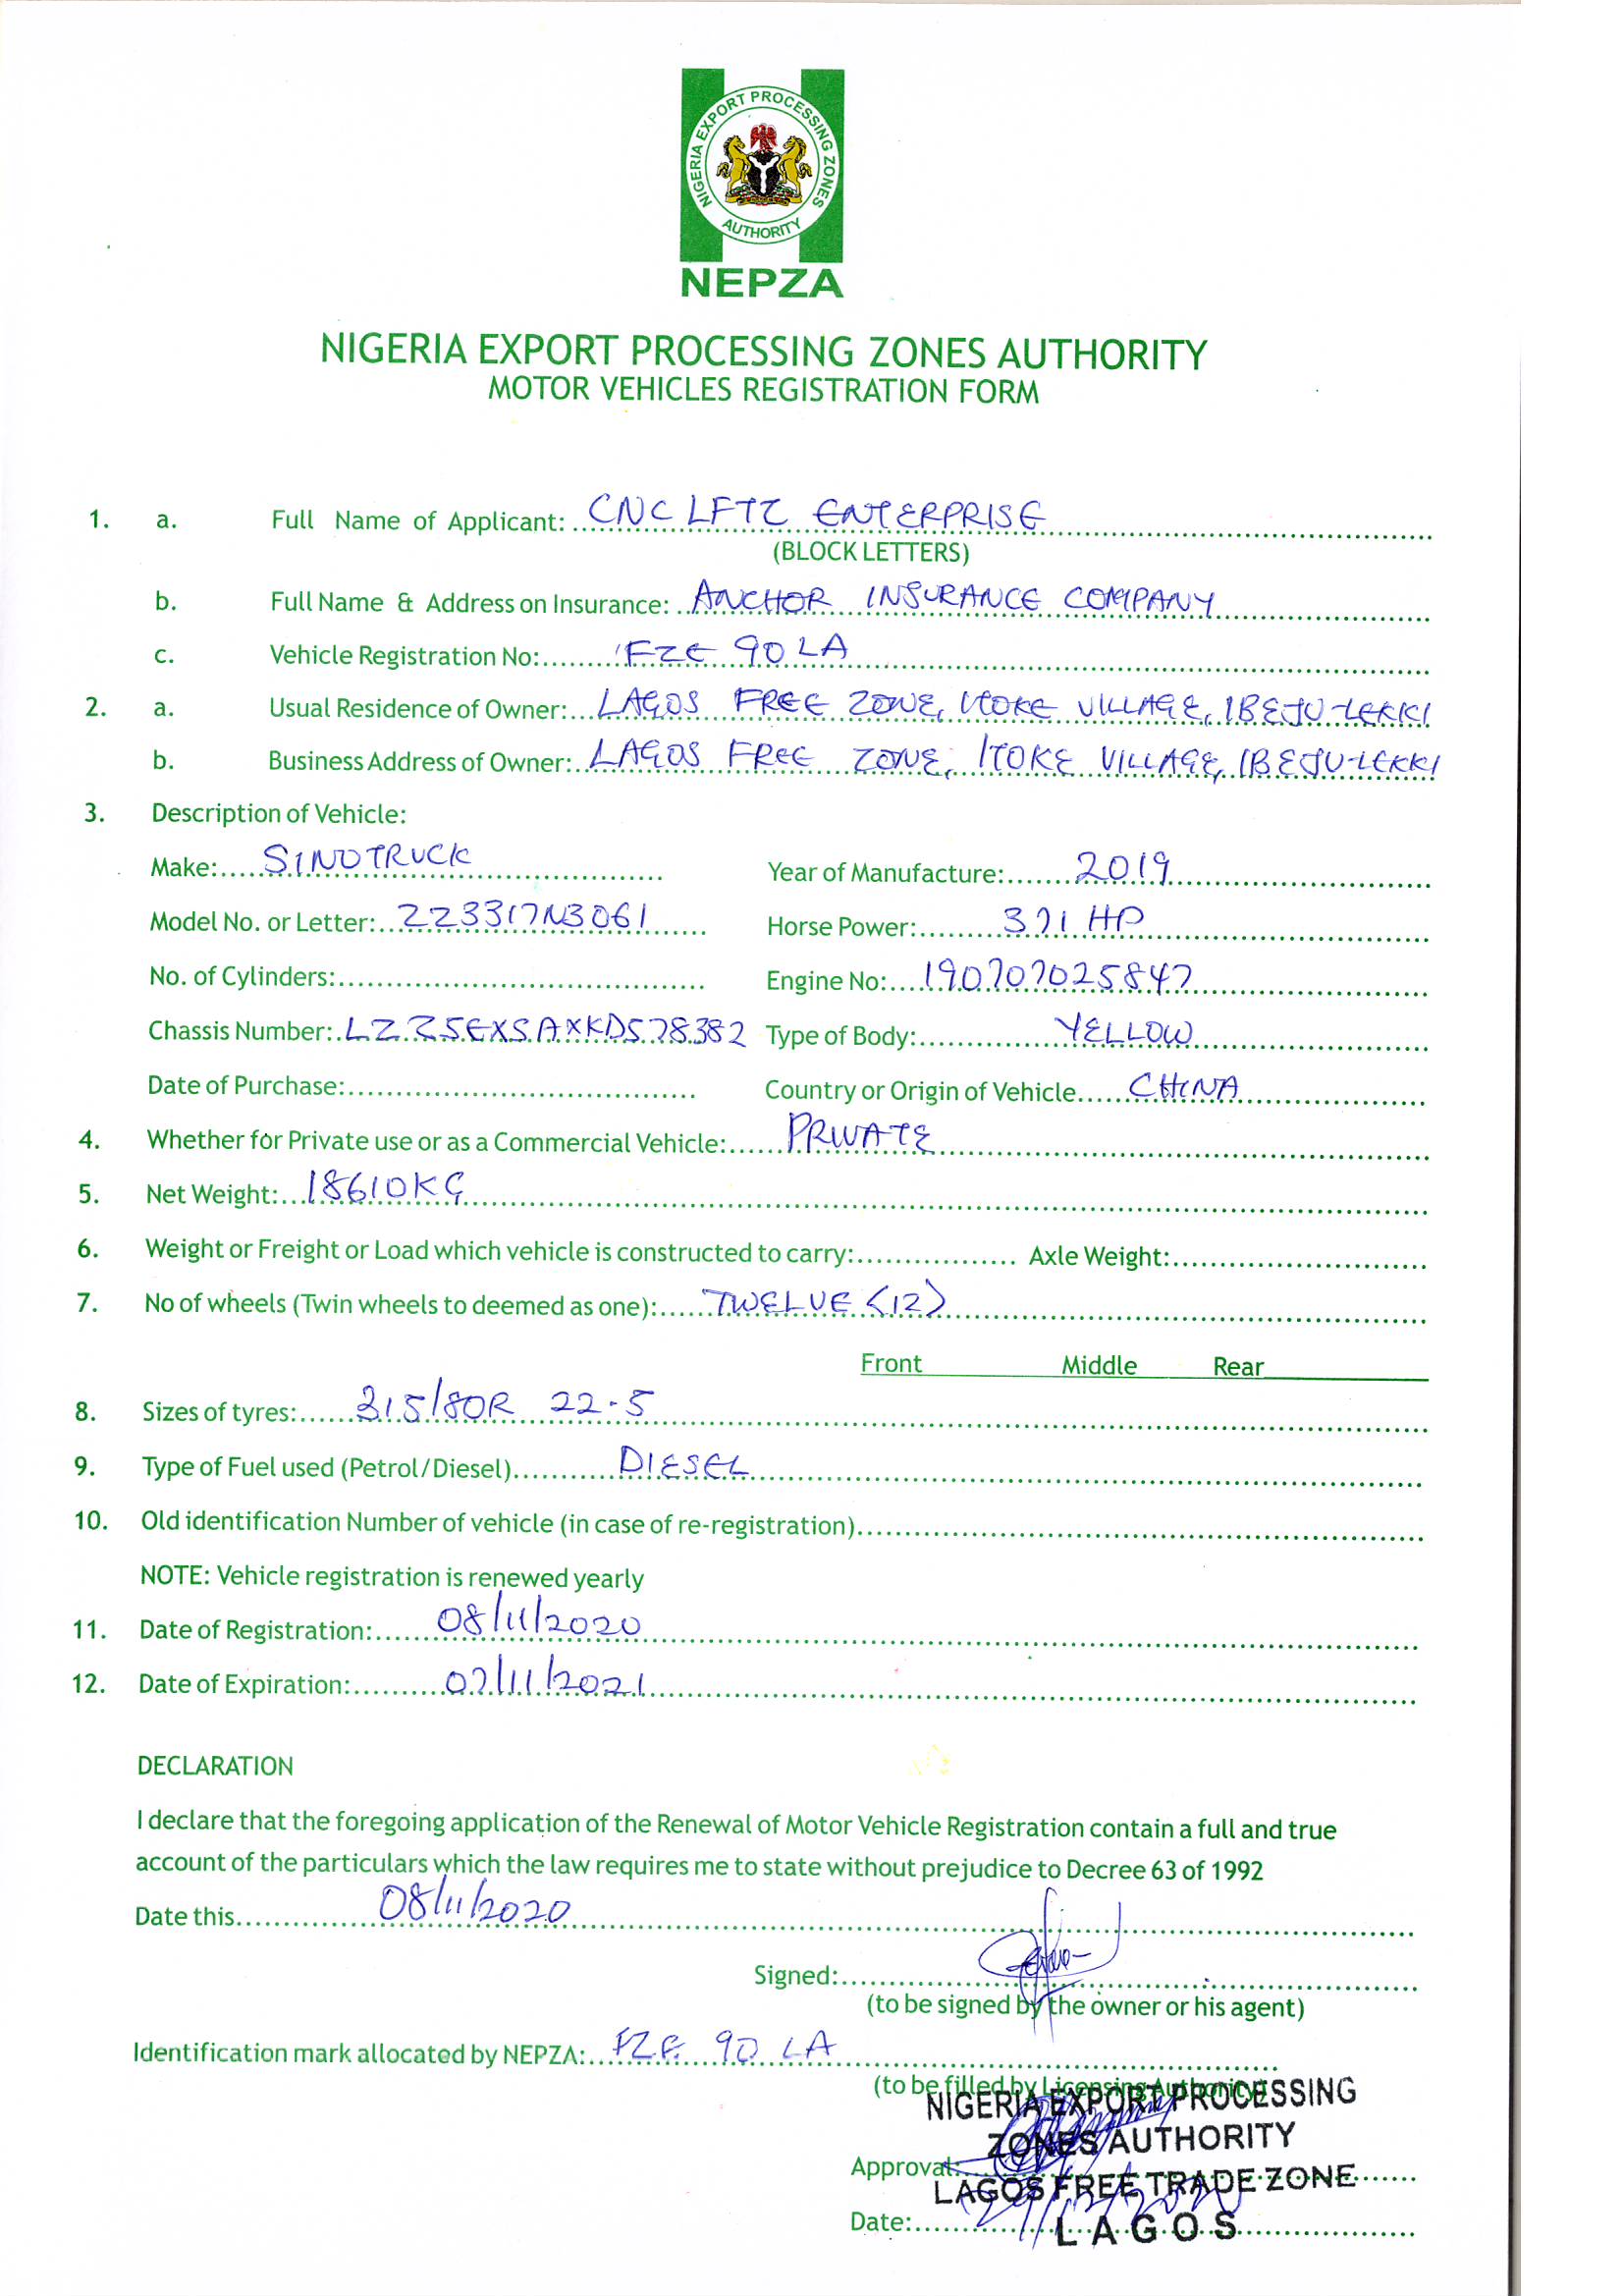 NIGERIA EXPORT PROCESSING ZONES
AUTHORITY
NEPZA
NIGERIA EXPORT PROCESSING ZONES AUTHORITY
MOTOR VEHICLES REGISTRATION FORM
1. a. Full Name of Applicant: CNC LFTZ ENTERPRISE
(BLOCK LETTERS)
b. Full Name & Address on Insurance: ANCHOR INSURANCE COMPANY
c. Vehicle Registration No: FZE 90 LA
2. a. Usual Residence of Owner: LAGOS FREE ZONE, ITOKE VILLAGE, IBEJU-LEKKI
b. Business Address of Owner: LAGOS FREE ZONE, ITOKE VILLAGE, IBEJU-LEKKI
3. Description of Vehicle:
Make: SINOTRUCK Year of Manufacture: 2019
Model No. or Letter: ZZ3317N3061 Horse Power: 371 HP
No. of Cylinders: Engine No: 190707025847
Chassis Number: LZZ5EXSAXKD578382 Type of Body: YELLOW
Date of Purchase: Country or Origin of Vehicle CHINA
4. Whether for Private use or as a Commercial Vehicle: PRIVATE
5. Net Weight: 18610KG
6. Weight or Freight or Load which vehicle is constructed to carry: Axle Weight:
7. No of wheels (Twin wheels to deemed as one): TWELVE (12)
Front Middle Rear
8. Sizes of tyres: 315/80R 22.5
9. Type of Fuel used (Petrol/Diesel) DIESEL
10. Old identification Number of vehicle (in case of re-registration)
NOTE: Vehicle registration is renewed yearly
11. Date of Registration: 08/11/2020
12. Date of Expiration: 07/11/2021
DECLARATION
I declare that the foregoing application of the Renewal of Motor Vehicle Registration contain a full and true
account of the particulars which the law requires me to state without prejudice to Decree 63 of 1992
Date this 08/11/2020
Signed:
(to be signed by the owner or his agent)
Identification mark allocated by NEPZA: FZE 90 LA
(to be filled by Licensing Authority)
NIGERIA EXPORT PROCESSING
ZONES AUTHORITY
Approval:
LAGOS FREE TRADE ZONE
Date:
LAGOS